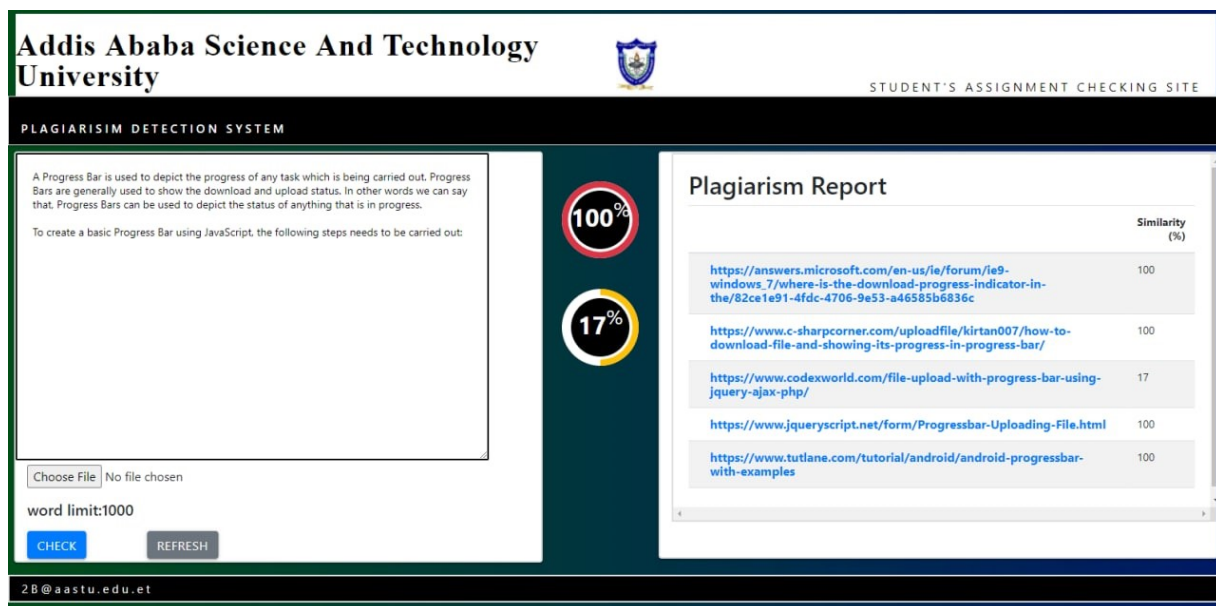 Addis Ababa Science And Technology
University
STUDENT'S ASSIGNMENT CHECKING SITE
PLAGIARISIM DETECTION SYSTEM
A Progress Bar is used to depict the progress of any task which is being carried out. Progress
Bars are generally used to show the download and upload status. In other words we can say
that, Progress Bars can be used to depict the status of anything that is in progress.
To create a basic Progress Bar using JavaScript, the following steps needs to be carried out:
Choose File No file chosen
word limit:1000
CHECK REFRESH
100%
17%
Plagiarism Report
Similarity
(%)
https://answers.microsoft.com/en-us/ie/forum/ie9- 100
windows_7/where-is-the-download-progress-indicator-in-
the/82ce1e91-4fdc-4706-9e53-a46585b6836c
https://www.c-sharpcorner.com/uploadfile/kirtan007/how-to- 100
download-file-and-showing-its-progress-in-progress-bar/
https://www.codexworld.com/file-upload-with-progress-bar-using- 17
jquery-ajax-php/
https://www.jqueryscript.net/form/Progressbar-Uploading-File.html 100
https://www.tutlane.com/tutorial/android/android-progressbar- 100
with-examples
2B@aastu.edu.et